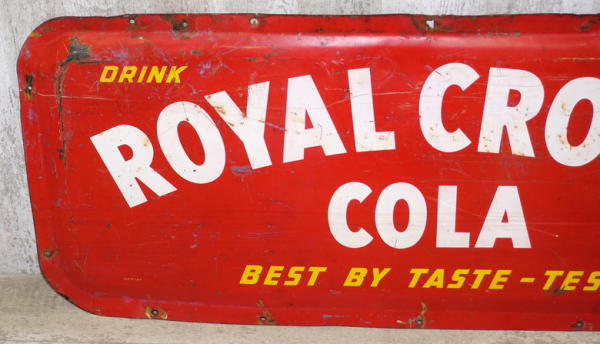 DRINK
ROYAL CRO
COLA
BEST BY TASTE-TES